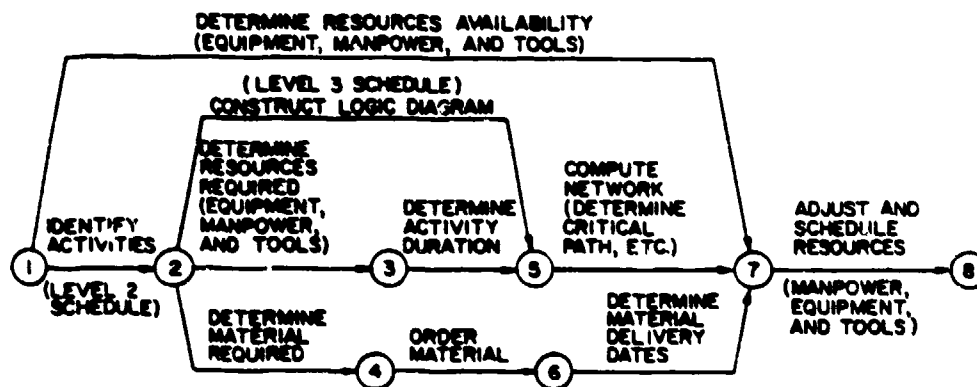 DETERMINE RESOURCES AVAILABILITY
(EQUIPMENT, MANPOWER, AND TOOLS)
(LEVEL 3 SCHEDULE)
CONSTRUCT LOGIC DIAGRAM
DETERMINE
RESOURCES
REQUIRED
(EQUIPMENT,
MANPOWER,
AND TOOLS)
COMPUTE
NETWORK
(DETERMINE
CRITICAL
PATH, ETC.)
IDENTIFY
ACTIVITIES
DETERMINE
ACTIVITY
DURATION
ADJUST AND
SCHEDULE
RESOURCES
1
2
3
5
7
8
(LEVEL 2
SCHEDULE)
(MANPOWER,
EQUIPMENT,
AND TOOLS)
DETERMINE
MATERIAL
REQUIRED
ORDER
MATERIAL
DETERMINE
MATERIAL
DELIVERY
DATES
4
6